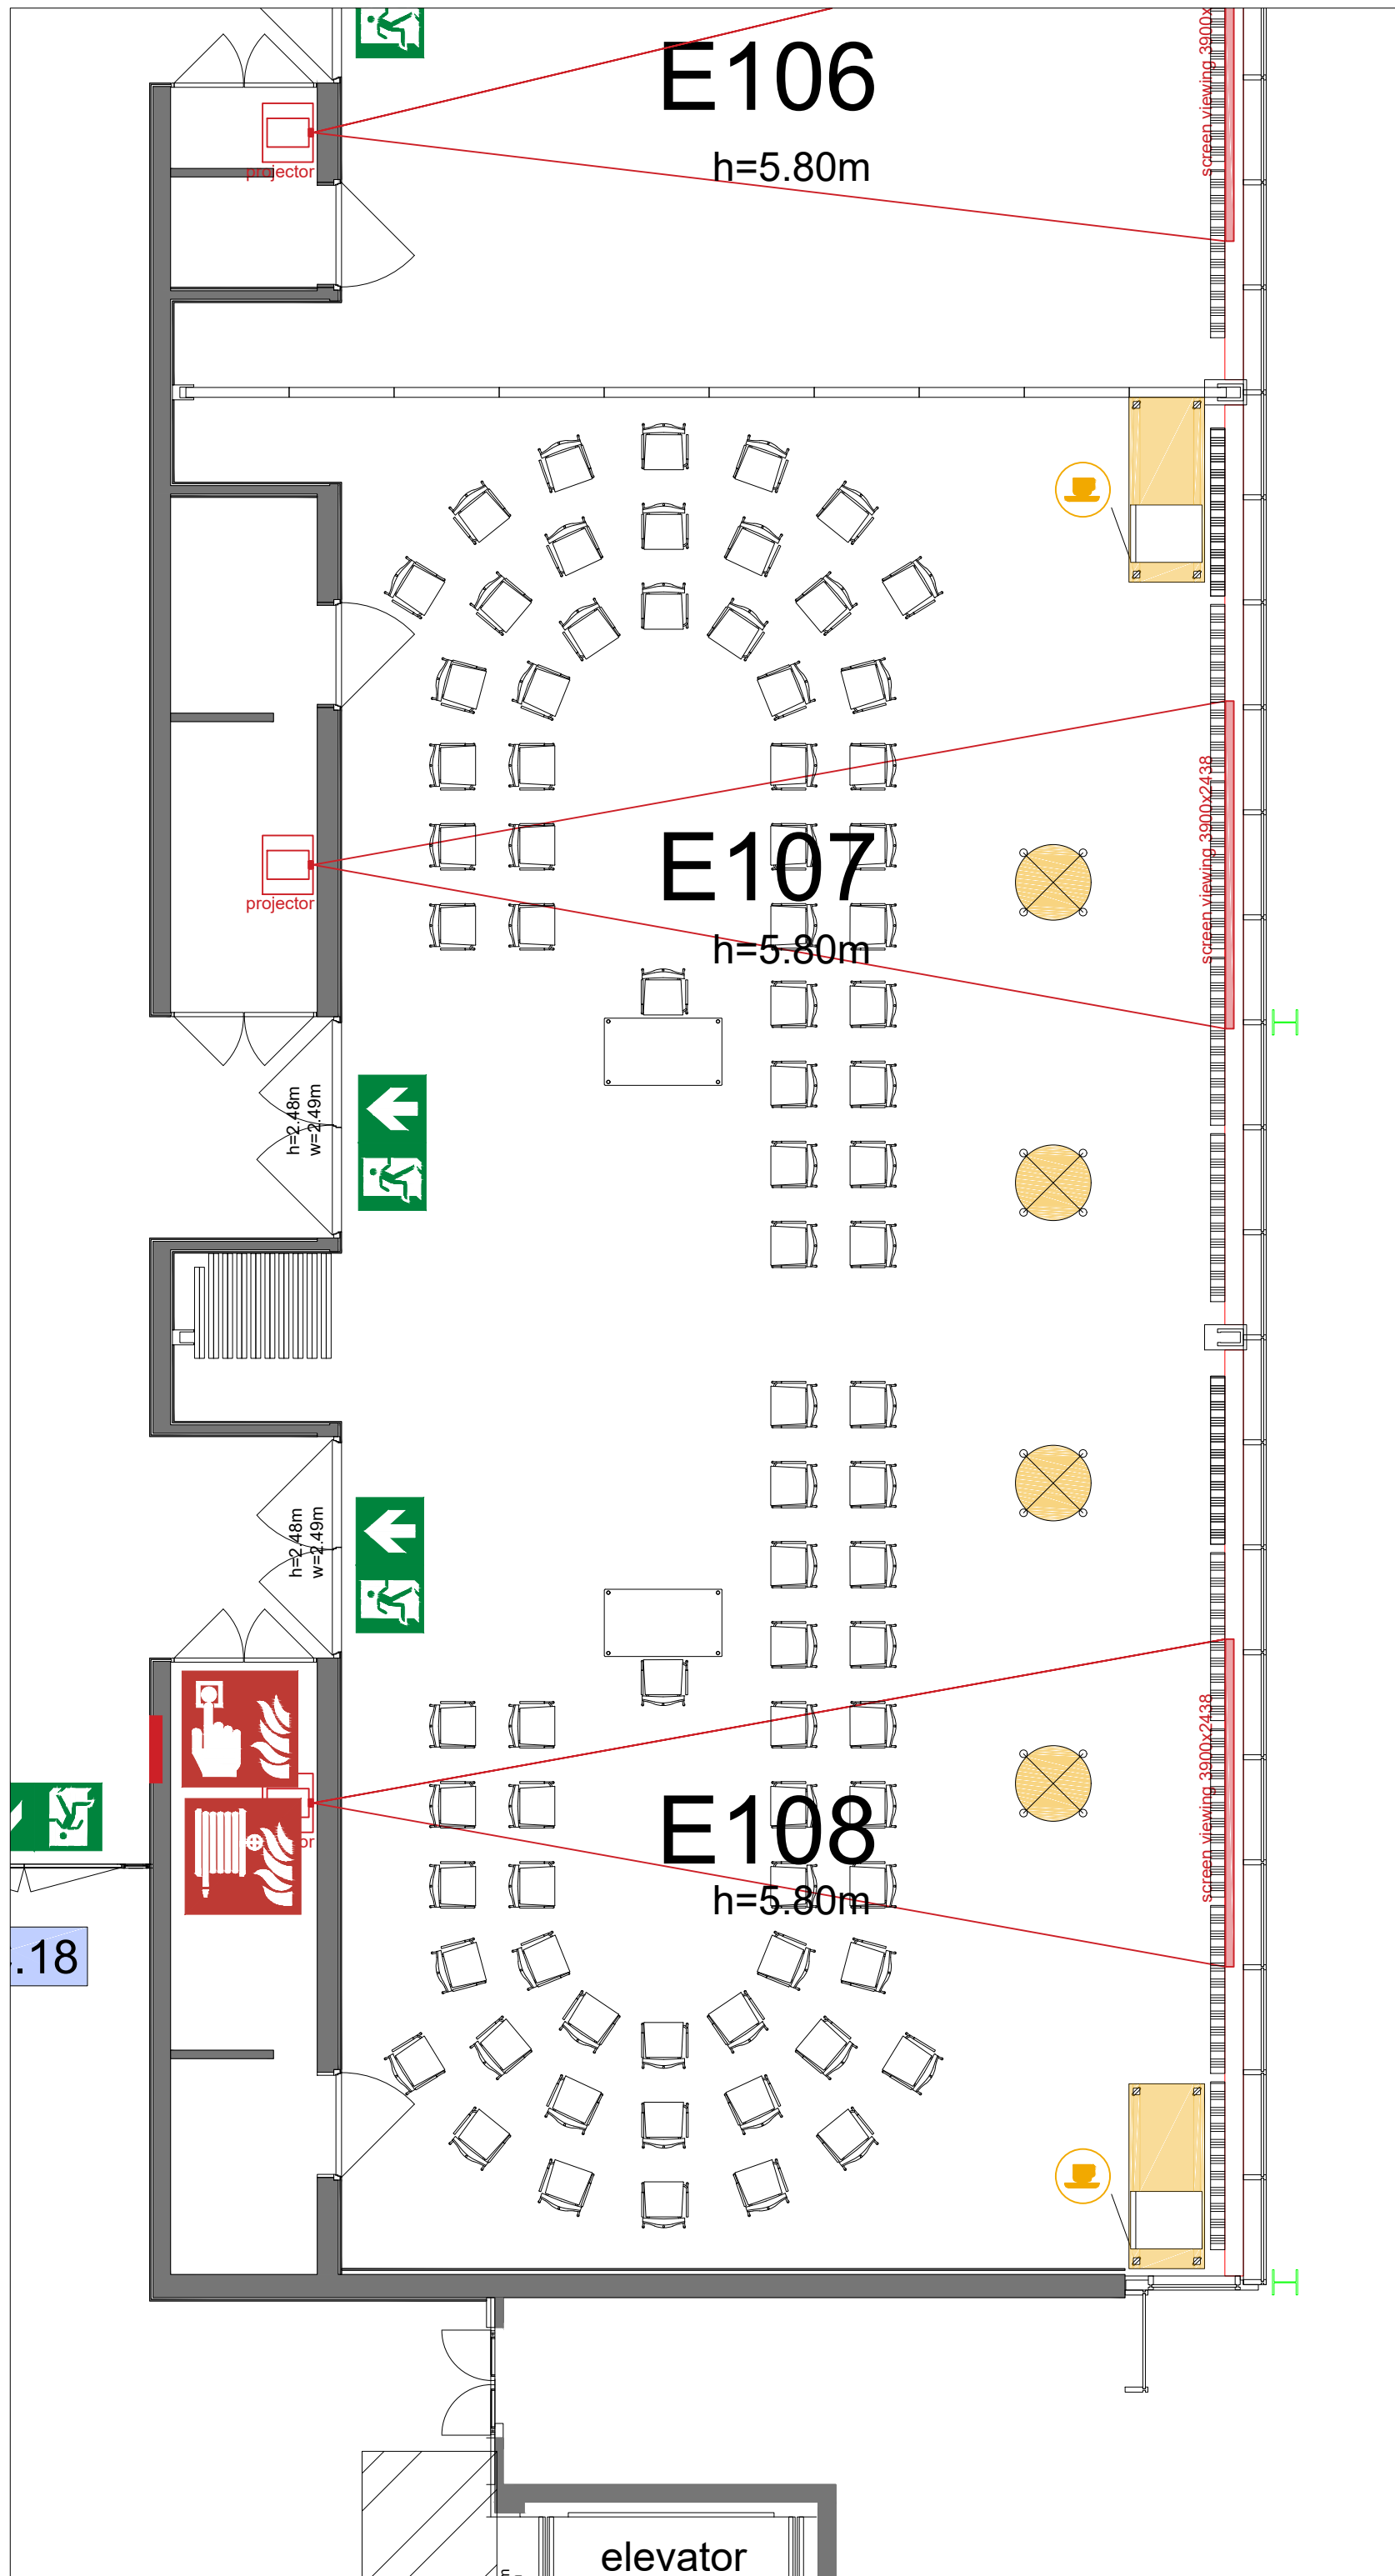 E106
h=5.80m
screen viewing 3900x
projector
E107
h=5.80m
screen viewing 3900x2438
projector
h=2.48m
w=2.49m
h=2.48m
w=2.49m
E108
h=5.80m
screen viewing 3900x2438
or
.18
elevator